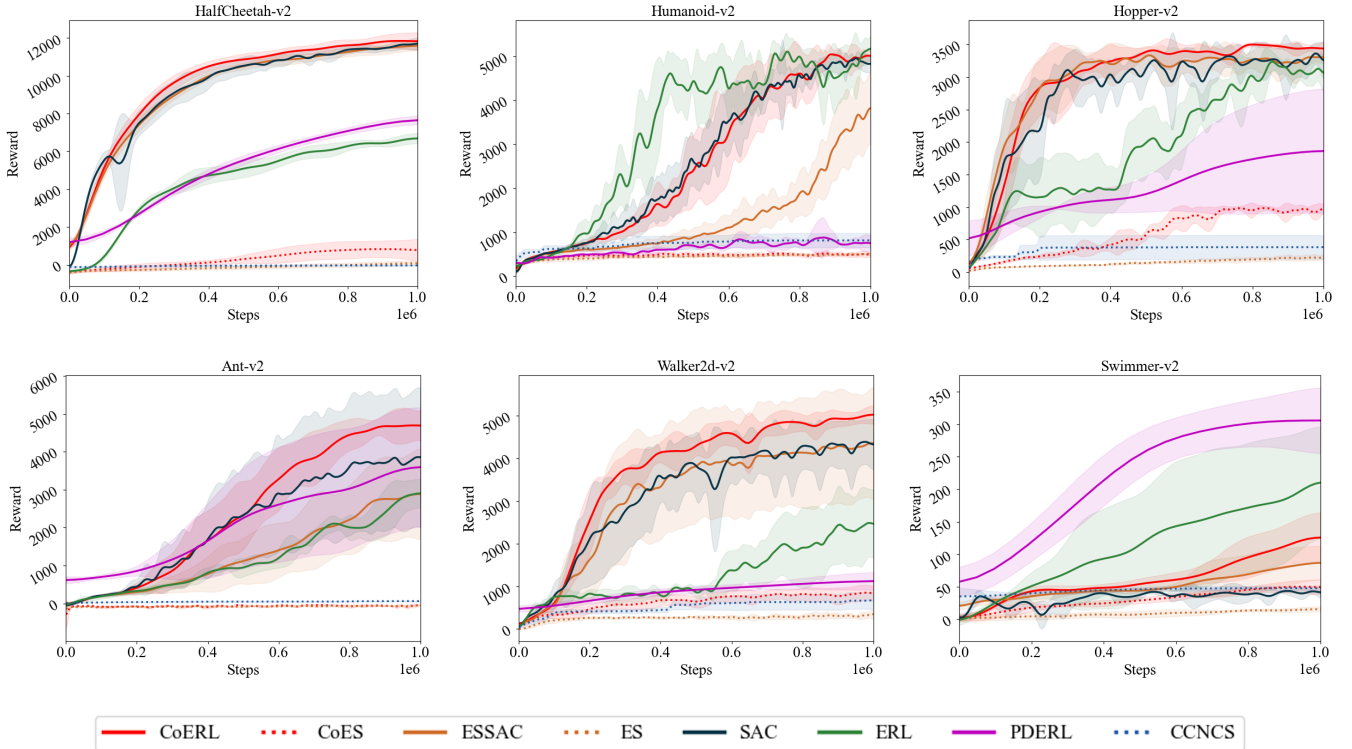 HalfCheetah-v2
12000
10000
8000
6000
4000
2000
0
Reward
0.0 0.2 0.4 0.6 0.8 1.0
Steps
1e6
Humanoid-v2
5000
4000
3000
2000
1000
0
Reward
0.0 0.2 0.4 0.6 0.8 1.0
Steps
1e6
Hopper-v2
3500
3000
2500
2000
1500
1000
500
0
Reward
0.0 0.2 0.4 0.6 0.8 1.0
Steps
1e6
Ant-v2
6000
5000
4000
3000
2000
1000
0
Reward
0.0 0.2 0.4 0.6 0.8 1.0
Steps
1e6
Walker2d-v2
5000
4000
3000
2000
1000
0
Reward
0.0 0.2 0.4 0.6 0.8 1.0
Steps
1e6
Swimmer-v2
350
300
250
200
150
100
50
0
Reward
0.0 0.2 0.4 0.6 0.8 1.0
Steps
1e6
CoERL CoES ESSAC ES SAC ERL PDERL CCNCS